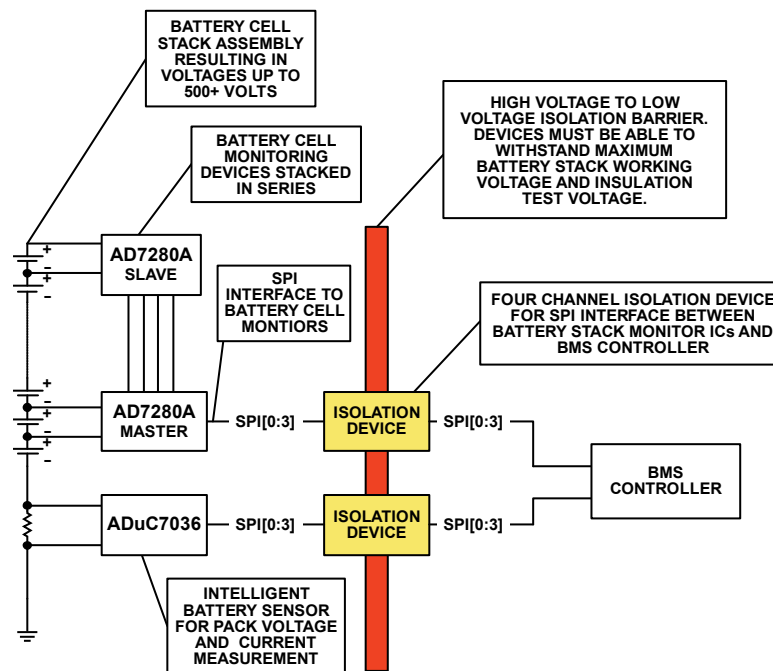 BATTERY CELL
STACK ASSEMBLY
RESULTING IN
VOLTAGES UP TO
500+ VOLTS
BATTERY CELL
MONITORING
DEVICES STACKED
IN SERIES
HIGH VOLTAGE TO LOW
VOLTAGE ISOLATION BARRIER.
DEVICES MUST BE ABLE TO
WITHSTAND MAXIMUM
BATTERY STACK WORKING
VOLTAGE AND INSULATION
TEST VOLTAGE.
+
–
+
–
AD7280A
SLAVE
SPI
INTERFACE TO
BATTERY CELL
MONTIORS
FOUR CHANNEL ISOLATION DEVICE
FOR SPI INTERFACE BETWEEN
BATTERY STACK MONITOR ICs AND
BMS CONTROLLER
+
–
+
–
+
–
AD7280A
MASTER
SPI[0:3]
ISOLATION
DEVICE
SPI[0:3]
BMS
CONTROLLER
ADuC7036
SPI[0:3]
ISOLATION
DEVICE
SPI[0:3]
INTELLIGENT
BATTERY SENSOR
FOR PACK VOLTAGE
AND CURRENT
MEASUREMENT